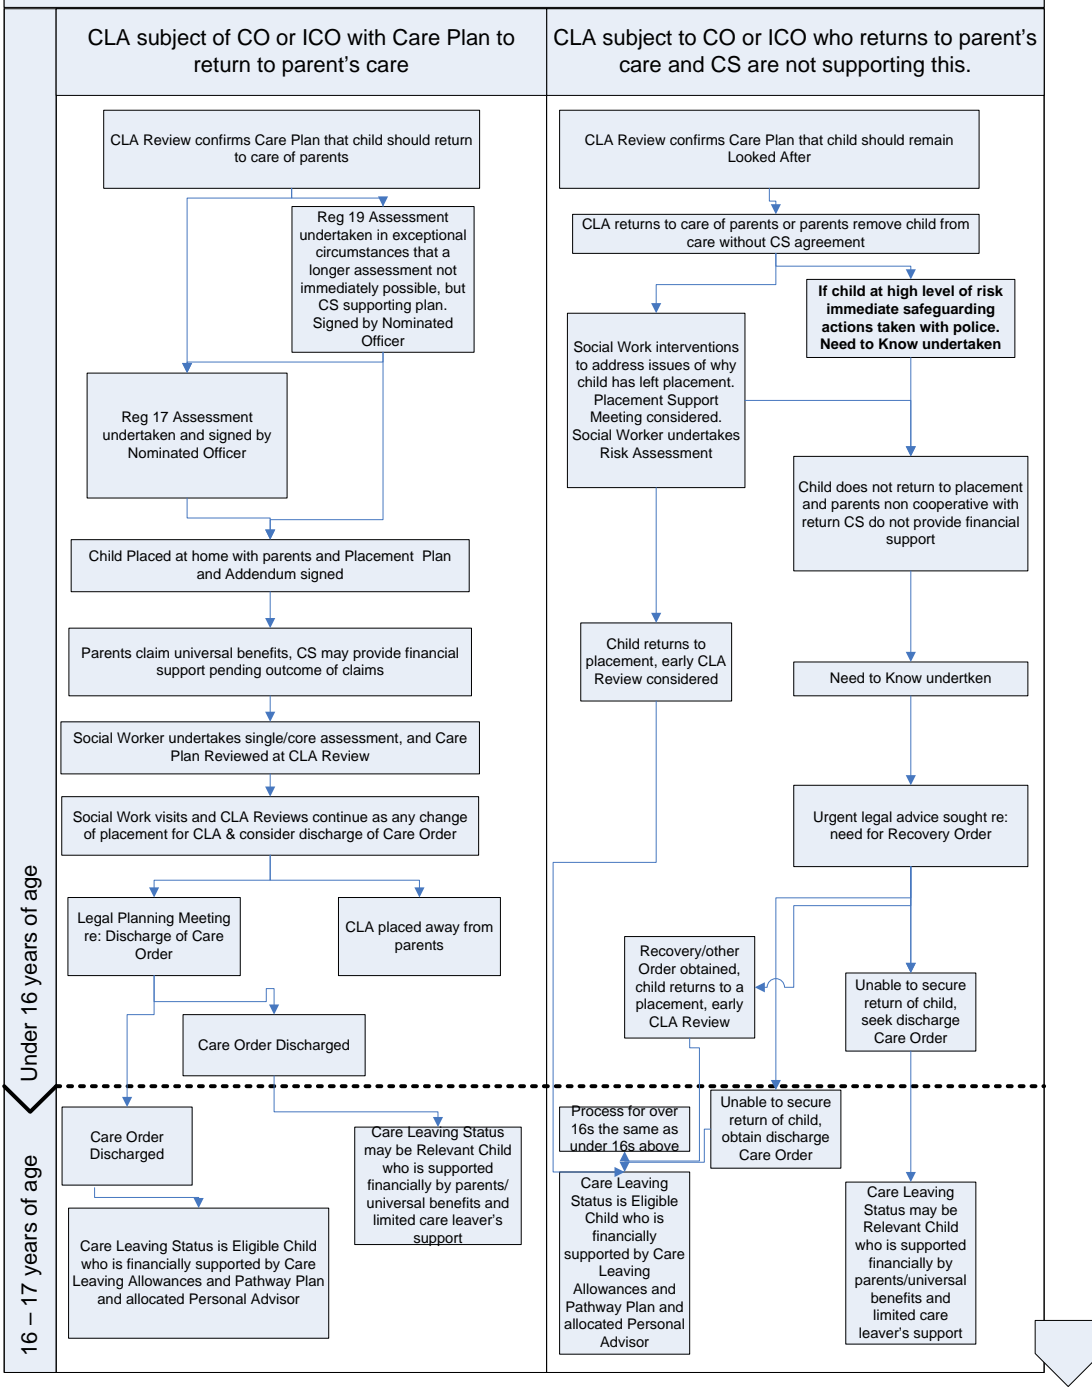 CLA subject of CO or ICO with Care Plan to
return to parent's care
CLA subject to CO or ICO who returns to parent's
care and CS are not supporting this.
CLA Review confirms Care Plan that child should return
to care of parents
Reg 19 Assessment
undertaken in exceptional
circumstances that a
longer assessment not
immediately possible, but
CS supporting plan.
Signed by Nominated
Officer
Reg 17 Assessment
undertaken and signed by
Nominated Officer
Child Placed at home with parents and Placement Plan
and Addendum signed
Parents claim universal benefits, CS may provide financial
support pending outcome of claims
Social Worker undertakes single/core assessment, and Care
Plan Reviewed at CLA Review
Social Work visits and CLA Reviews continue as any change
of placement for CLA & consider discharge of Care Order
Legal Planning Meeting
re: Discharge of Care
Order
CLA placed away from
parents
Care Order Discharged
Care Order
Discharged
Care Leaving Status
may be Relevant Child
who is supported
financially by parents/
universal benefits and
limited care leaver's
support
Care Leaving Status is Eligible Child
who is financially supported by Care
Leaving Allowances and Pathway Plan
and allocated Personal Advisor
CLA Review confirms Care Plan that child should remain
Looked After
CLA returns to care of parents or parents remove child from
care without CS agreement
If child at high level of risk
immediate safeguarding
actions taken with police.
Need to Know undertaken
Social Work interventions
to address issues of why
child has left placement.
Placement Support
Meeting considered.
Social Worker undertakes
Risk Assessment
Child does not return to placement
and parents non cooperative with
return CS do not provide financial
support
Child returns to
placement, early CLA
Review considered
Need to Know undertken
Urgent legal advice sought re:
need for Recovery Order
Recovery/other
Order obtained,
child returns to a
placement, early
CLA Review
Unable to secure
return of child,
seek discharge
Care Order
Process for over
16s the same as
under 16s above
Unable to secure
return of child,
obtain discharge
Care Order
Care Leaving
Status is Eligible
Child who is
financially
supported by Care
Leaving
Allowances and
Pathway Plan and
allocated Personal
Advisor
Care Leaving
Status may be
Relevant Child
who is supported
financially by
parents/universal
benefits and
limited care
leaver's support
Under 16 years of age
16 – 17 years of age